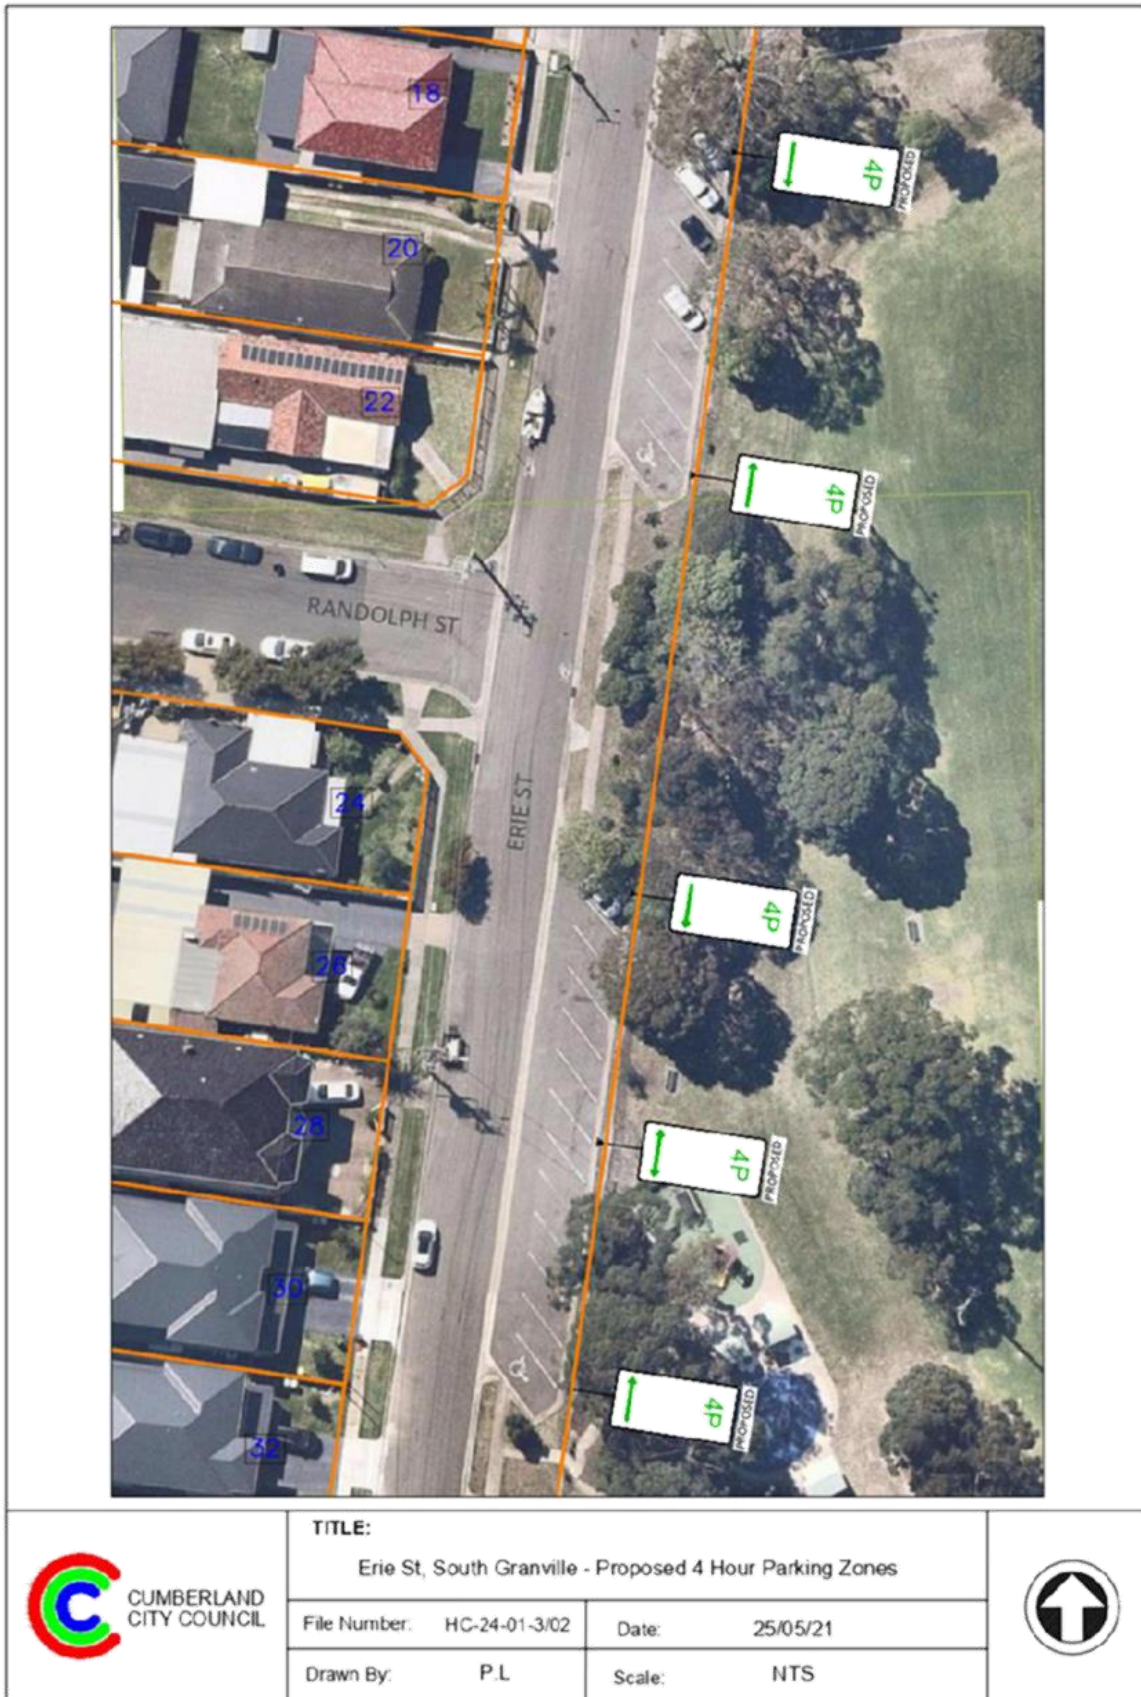 18
4P
PROPOSED
20
22
4P
PROPOSED
RANDOLPH ST
ERIE ST
24
4P
PROPOSED
26
28
4P
PROPOSED
30
4P
PROPOSED
32
CUMBERLAND
CITY COUNCIL
TITLE:
Erie St, South Granville - Proposed 4 Hour Parking Zones
File Number: HC-24-01-3/02
Date: 25/05/21
Drawn By: P.L
Scale: NTS